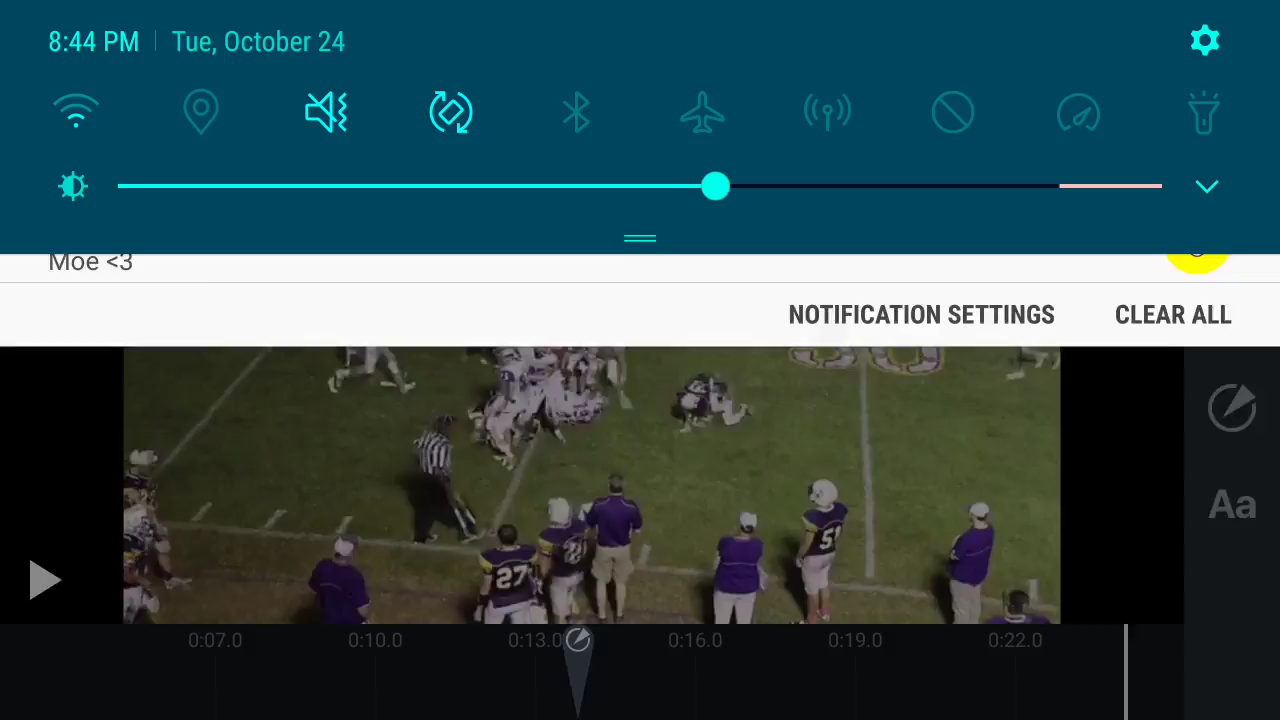 8:44 PM | Tue, October 24
Moe <3
NOTIFICATION SETTINGS CLEAR ALL
27
5
Aa
0:07.0 0:10.0 0:13.0 0:16.0 0:19.0 0:22.0